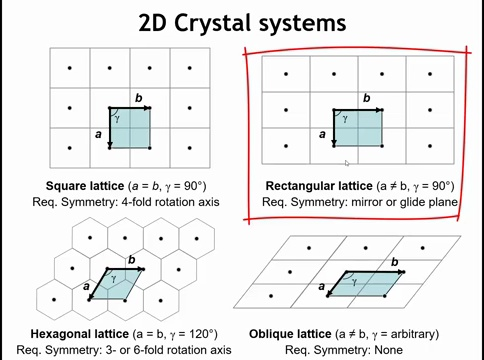 2D Crystal systems
b
γ
a
b
γ
a
Square lattice (a = b, γ = 90°)
Req. Symmetry: 4-fold rotation axis
Rectangular lattice (a ≠ b, γ = 90°)
Req. Symmetry: mirror or glide plane
b
a
γ
b
a
γ
Hexagonal lattice (a = b, γ = 120°)
Req. Symmetry: 3- or 6-fold rotation axis
Oblique lattice (a ≠ b, γ = arbitrary)
Req. Symmetry: None